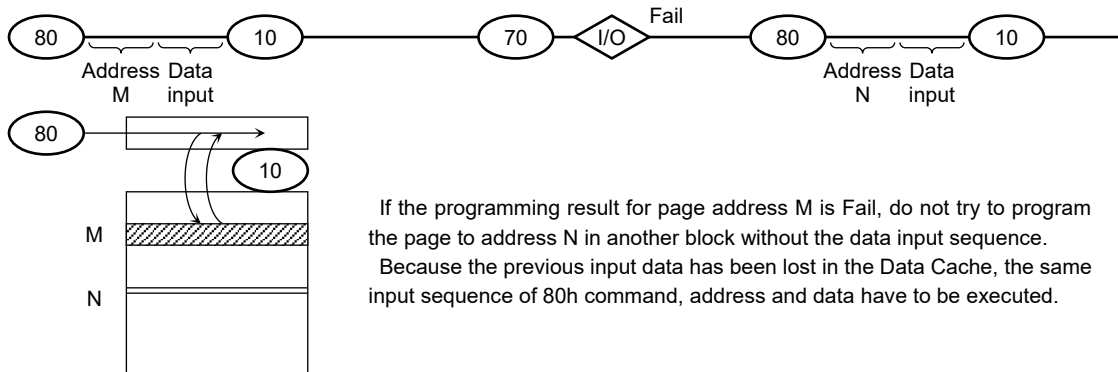 Fail
80 10 70 I/O 80 10
Address Data Address Data
M input N input
80
10
If the programming result for page address M is Fail, do not try to program
M
the page to address N in another block without the data input sequence.
Because the previous input data has been lost in the Data Cache, the same
N
input sequence of 80h command, address and data have to be executed.